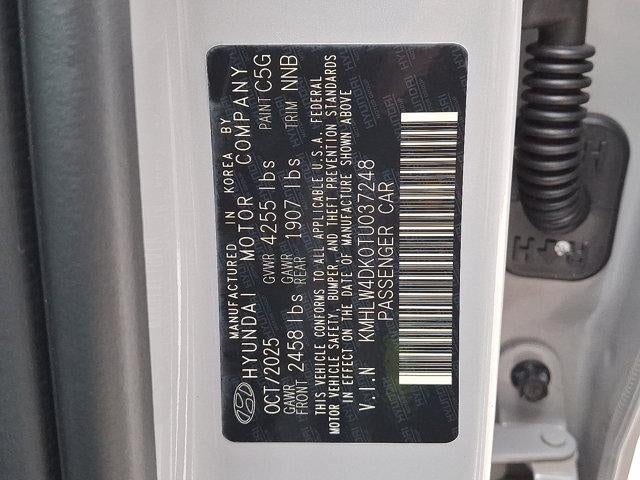 MANUFACTURED IN KOREA BY
HYUNDAI MOTOR COMPANY
OCT/2025 GVWR 4255 lbs PAINT C5G
GAWR FRONT 2458 lbs GAWR REAR 1907 lbs TRIM NNB
THIS VEHICLE CONFORMS TO ALL APPLICABLE U.S.A. FEDERAL
MOTOR VEHICLE SAFETY, BUMPER, AND THEFT PREVENTION STANDARDS
IN EFFECT ON THE DATE OF MANUFACTURE SHOWN ABOVE
V.I.N KMHLW4DK0TU037248
PASSENGER CAR